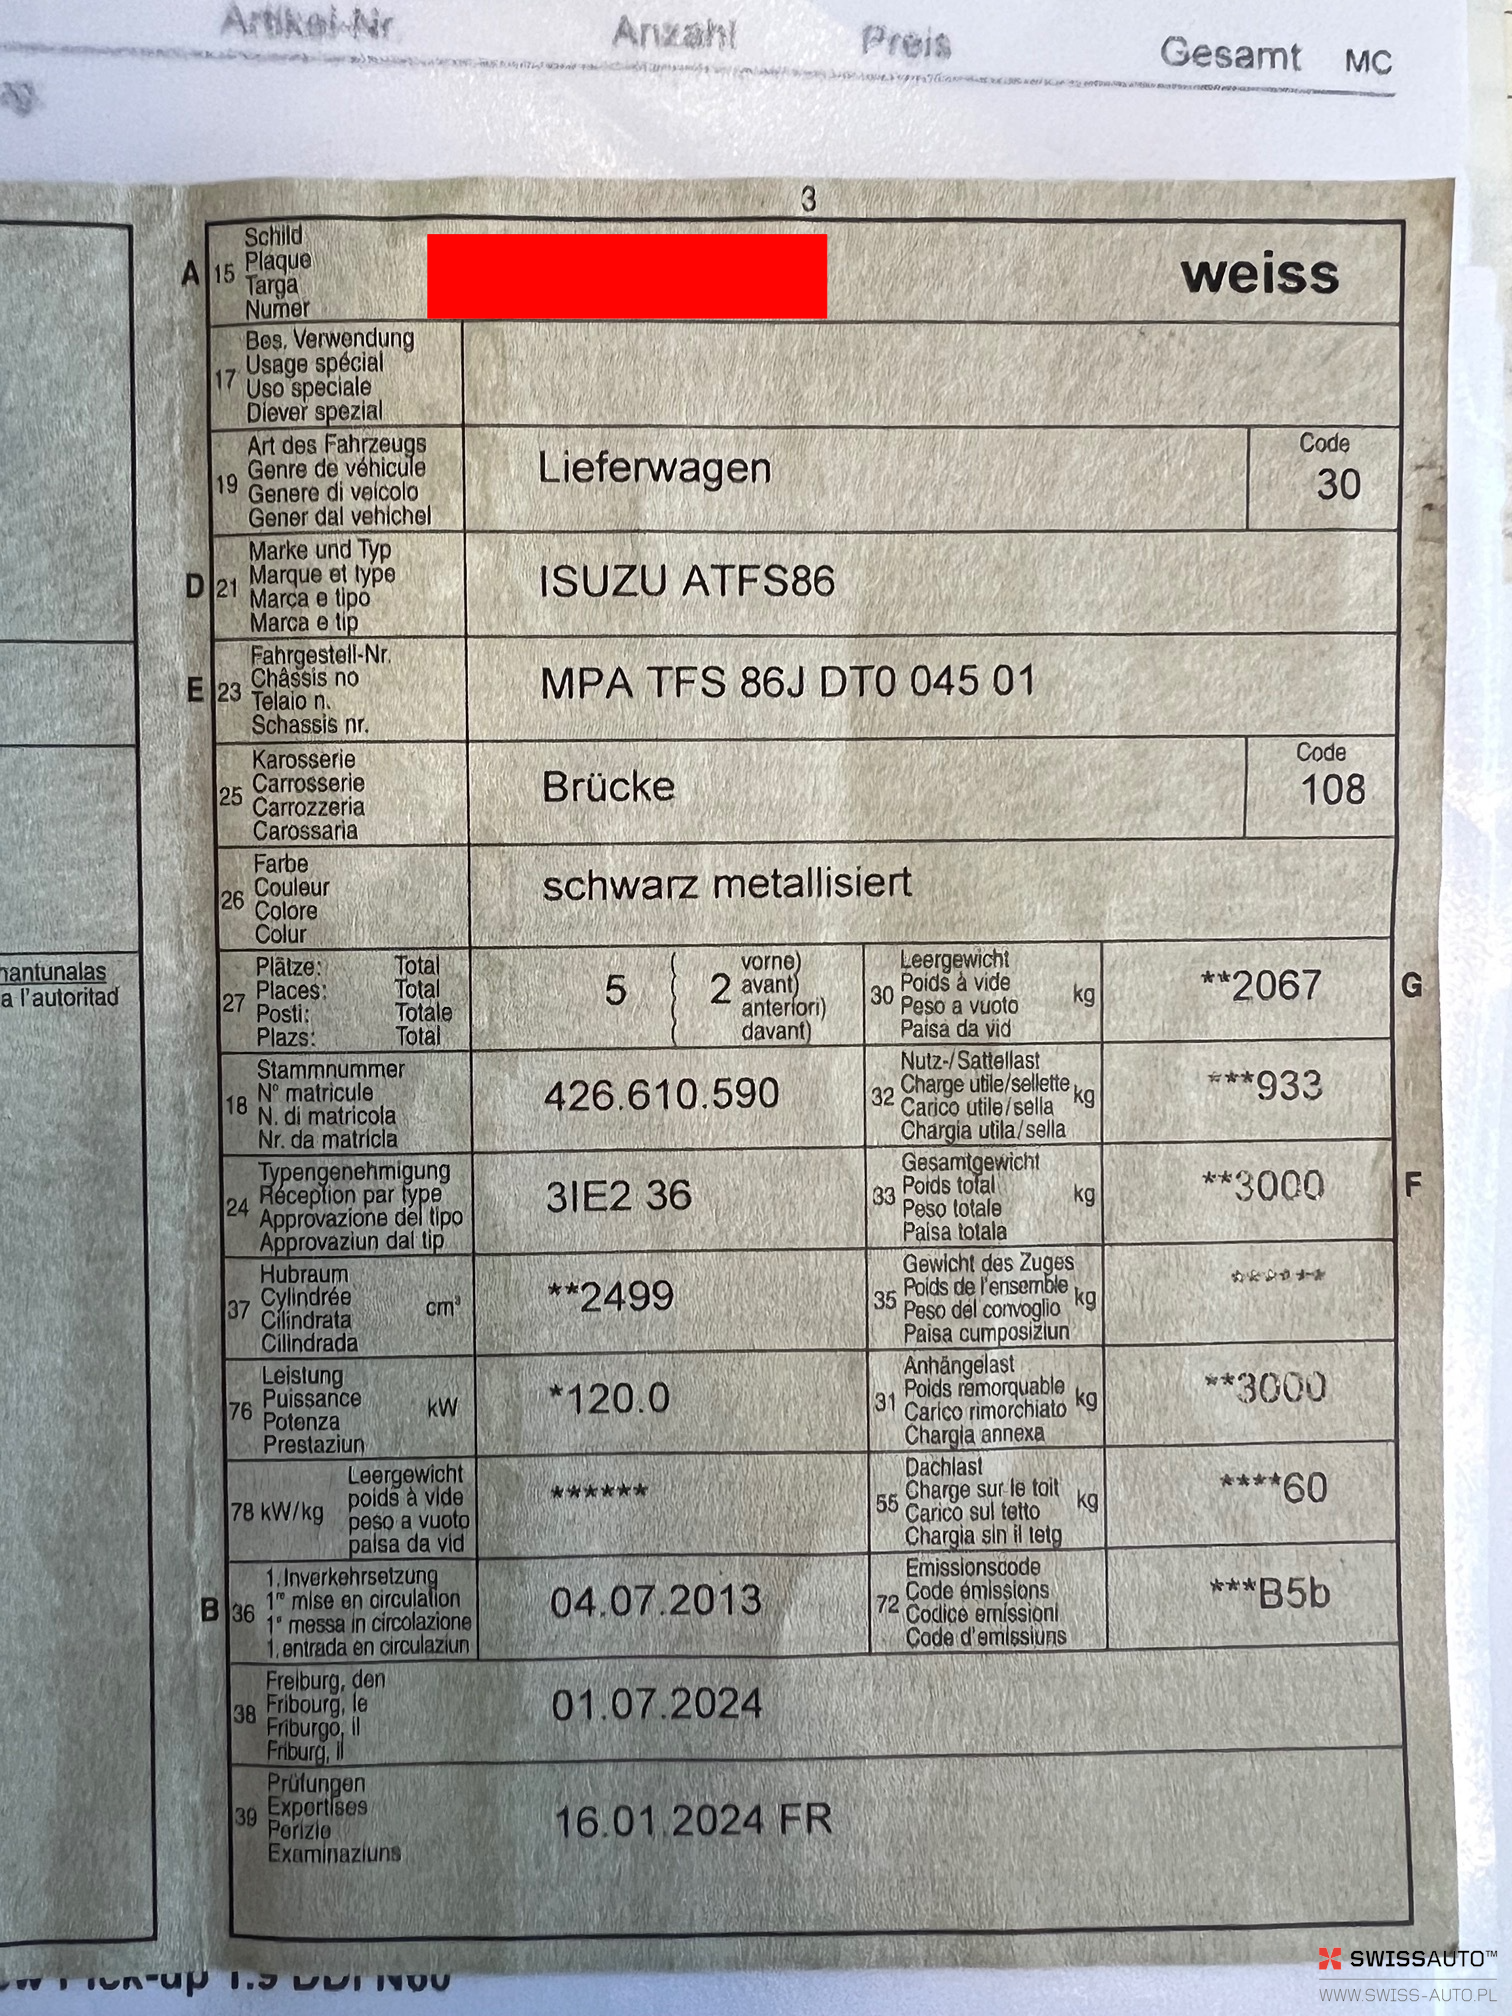 Artikel-Nr Anzahl Preis Gesamt MC
3
A 15 Schild
Plaque
Targa
Numer
weiss
17 Bes. Verwendung
Usage spécial
Uso speciale
Diever spezial
19 Art des Fahrzeugs
Genre de véhicule
Genere di veicolo
Gener dal vehichel
Lieferwagen
Code
30
D 21 Marke und Typ
Marque et type
Marca e tipo
Marca e tip
ISUZU ATFS86
E 23 Fahrgestell-Nr.
Châssis no
Telaio n.
Schassis nr.
MPA TFS 86J DT0 045 01
25 Karosserie
Carrosserie
Carrozzeria
Carossaria
Brücke
Code
108
26 Farbe
Couleur
Colore
Colur
schwarz metallisiert
nantunalas
a l'autoritad
27 Plätze: Total
Places: Total
Posti: Totale
Plazs: Total
5 ( 2 vorne)
( avant)
( anteriori)
( davant)
30 Leergewicht
Poids à vide
Peso a vuoto
Paisa da vid
kg
**2067
G
18 Stammnummer
N° matricule
N. di matricola
Nr. da matricla
426.610.590
32 Nutz-/Sattellast
Charge utile/sellette
Carico utile/sella
Chargia utila/sella
kg
***933
24 Typengenehmigung
Réception par type
Approvazione del tipo
Approvaziun dal tip
3IE2 36
33 Gesamtgewicht
Poids total
Peso totale
Paisa totala
kg
**3000
F
37 Hubraum
Cylindrée
Cilindrata
Cilindrada
cm³
**2499
35 Gewicht des Zuges
Poids de l'ensemble
Peso del convoglio
Paisa cumposiziun
kg
******
76 Leistung
Puissance
Potenza
Prestaziun
kW
*120.0
31 Anhängelast
Poids remorquable
Carico rimorchiato
Chargia annexa
kg
**3000
78 kW/kg Leergewicht
poids à vide
peso a vuoto
paisa da vid
******
55 Dachlast
Charge sur le toit
Carico sul tetto
Chargia sin il tetg
kg
****60
B 36 1. Inverkehrsetzung
1re mise en circulation
1a messa in circolazione
1. entrada en circulaziun
04.07.2013
72 Emissionscode
Code émissions
Codice emissioni
Code d'emissiuns
***B5b
38 Freiburg, den
Fribourg, le
Friburgo, il
Friburg, il
01.07.2024
39 Prüfungen
Expertises
Perizie
Examinaziuns
16.01.2024 FR
Pick-up 1.9 DDI N60
SWISSAUTO™
WWW.SWISS-AUTO.PL